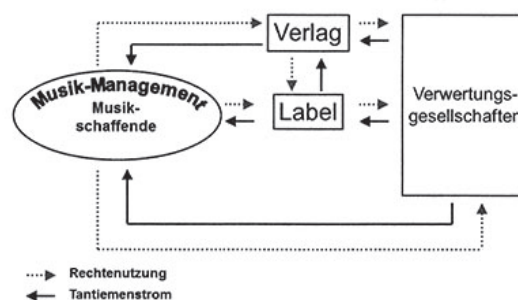 Verlag
Musik-Management
Musik-
schaffende
Label
Verwertungs-
gesellschaften
Rechtenutzung
Tantiemenstrom